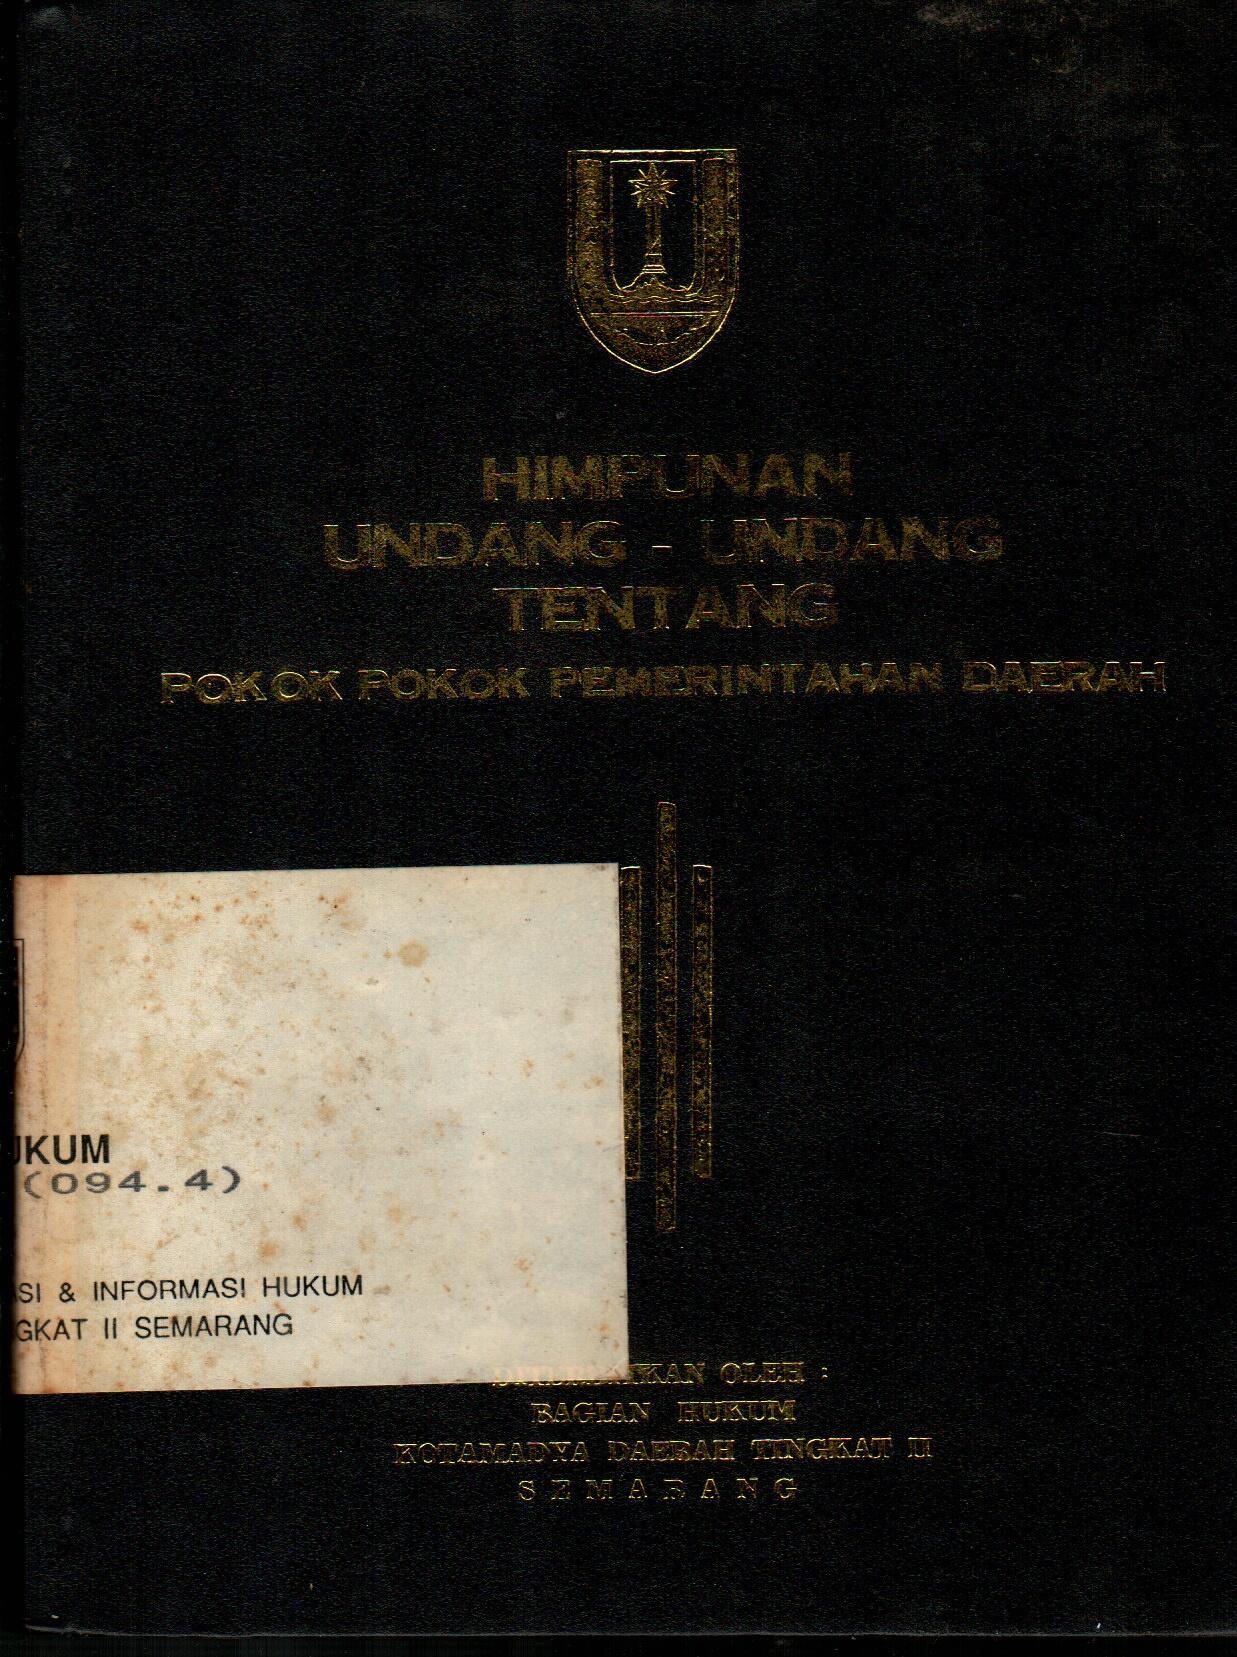 HIMPUNAN
UNDANG - UNDANG
TENTANG
POKOK POKOK PEMERINTAHAN DAERAH
UKUM
(094.4)
SI & INFORMASI HUKUM
GKAT II SEMARANG
OLEH :
BAGIAN HUKUM
KOTAMADYA DAERAH TINGKAT II
SEMARANG